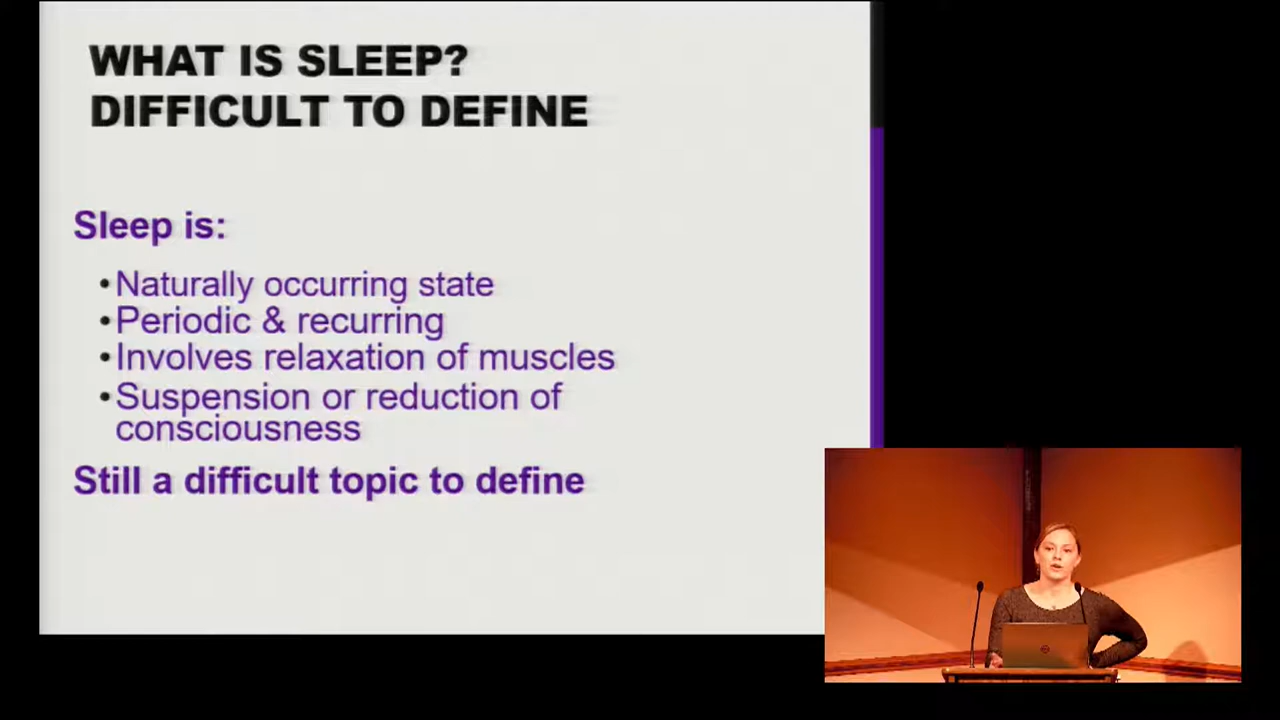 WHAT IS SLEEP?
DIFFICULT TO DEFINE
Sleep is:
•Naturally occurring state
•Periodic & recurring
•Involves relaxation of muscles
•Suspension or reduction of
consciousness
Still a difficult topic to define